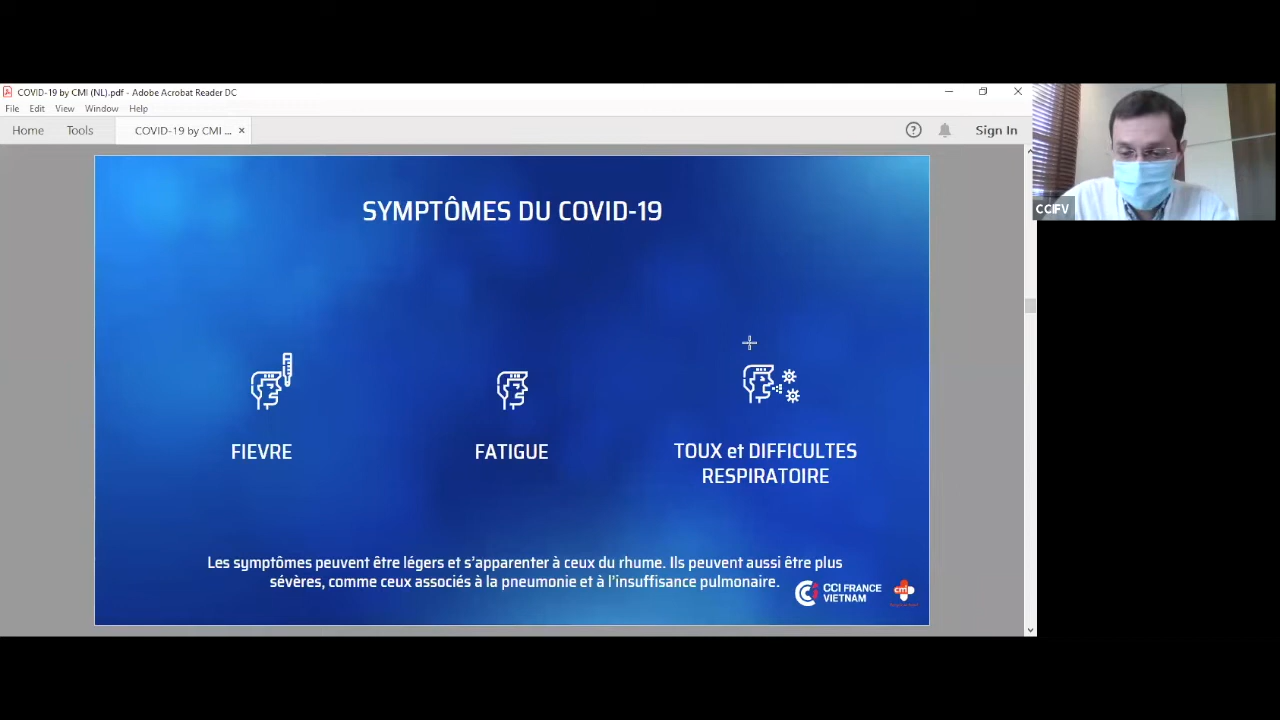 COVID-19 by CMI (NL).pdf - Adobe Acrobat Reader DC
File Edit View Window Help
Home Tools COVID-19 by CMI ... Sign In
CCIFV
SYMPTÔMES DU COVID-19
FIEVRE
FATIGUE
TOUX et DIFFICULTES
RESPIRATOIRE
Les symptômes peuvent être légers et s’apparenter à ceux du rhume. Ils peuvent aussi être plus
sévères, comme ceux associés à la pneumonie et à l’insuffisance pulmonaire.
CCI FRANCE
VIETNAM
cmi